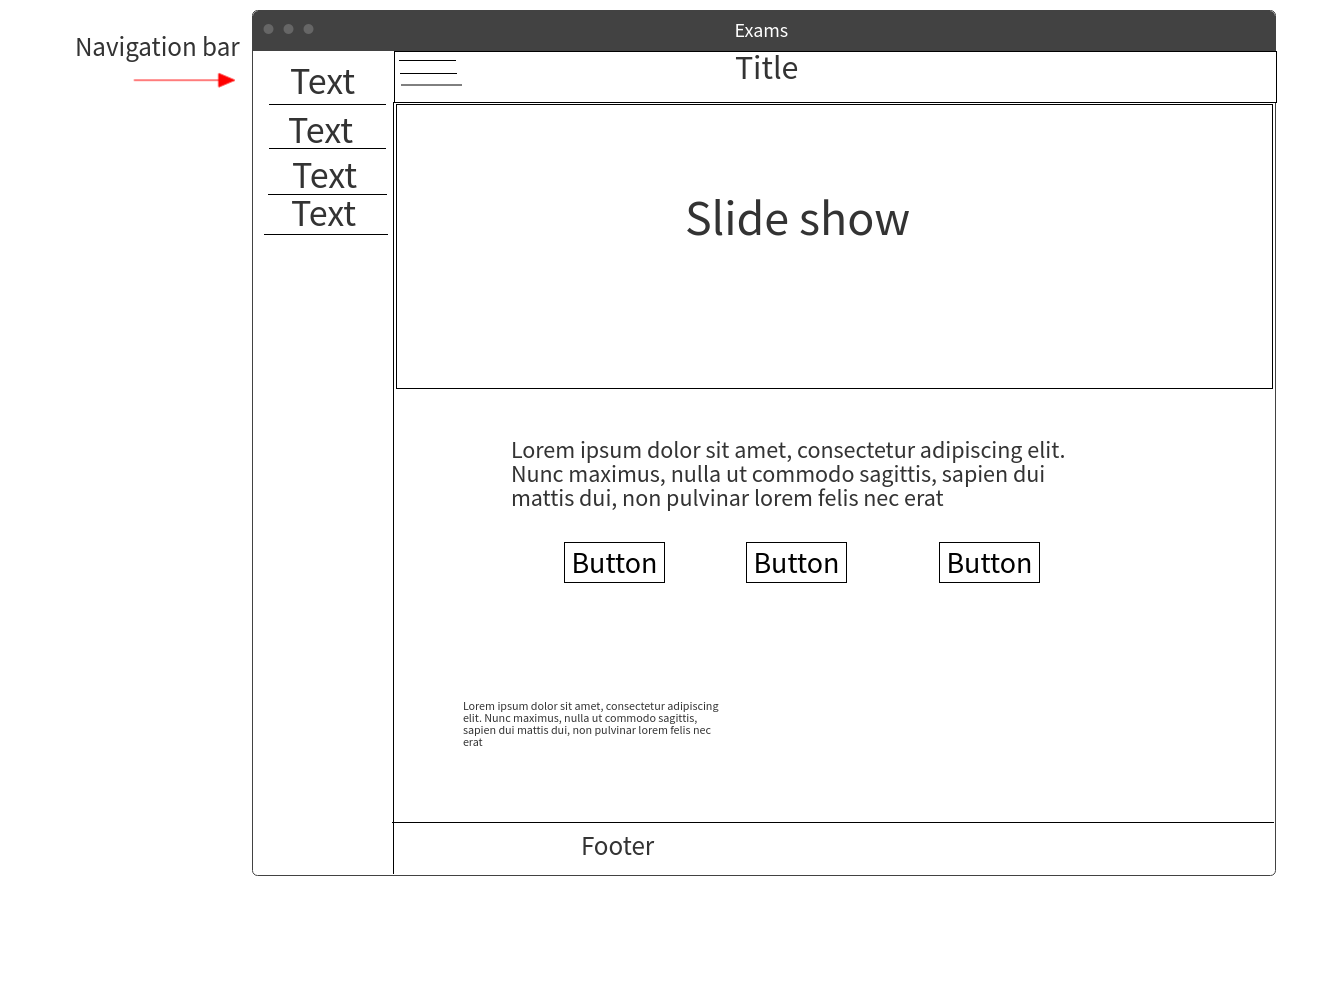 Navigation bar
Exams
Text
Text
Text
Text
Title
Slide show
Lorem ipsum dolor sit amet, consectetur adipiscing elit.
Nunc maximus, nulla ut commodo sagittis, sapien dui
mattis dui, non pulvinar lorem felis nec erat
Button
Button
Button
Lorem ipsum dolor sit amet, consectetur adipiscing
elit. Nunc maximus, nulla ut commodo sagittis,
sapien dui mattis dui, non pulvinar lorem felis nec
erat
Footer